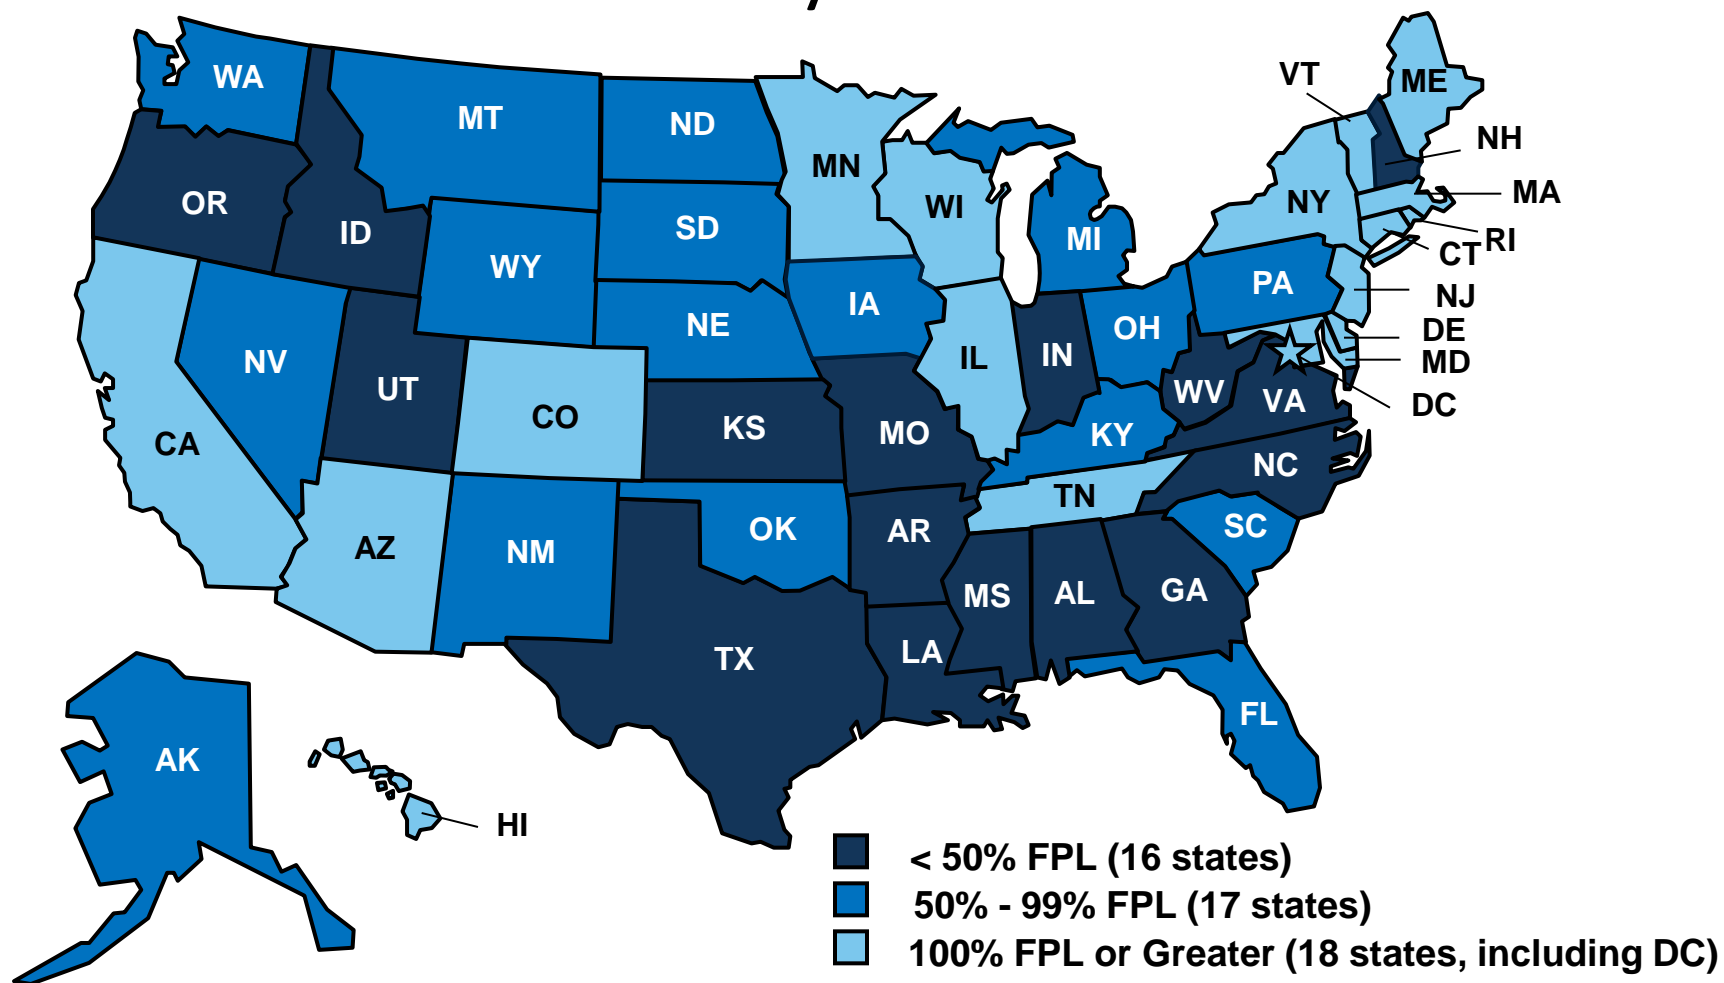 WA
MT
ND
MN
VT
ME
NH
MA
OR
ID
WY
SD
WI
MI
NY
RI
CT
NJ
PA
DE
MD
DC
NV
UT
CO
NE
IA
IL
IN
OH
WV
VA
CA
KS
MO
KY
NC
TN
SC
AZ
NM
OK
AR
MS
AL
GA
TX
LA
FL
AK
HI
< 50% FPL (16 states)
50% - 99% FPL (17 states)
100% FPL or Greater (18 states, including DC)